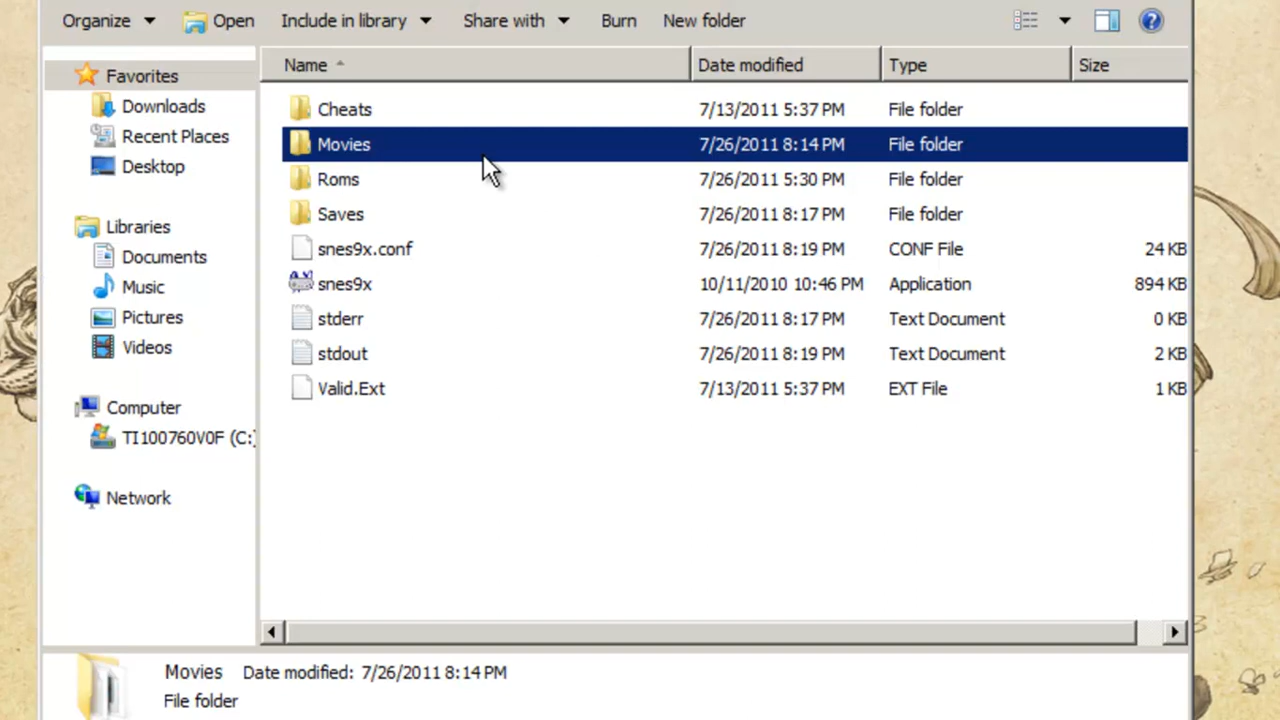 Organize Open Include in library Share with Burn New folder
Name Date modified Type Size
Favorites
Downloads
Recent Places
Desktop
Libraries
Documents
Music
Pictures
Videos
Computer
TI100760V0F (C:)
Network
Cheats 7/13/2011 5:37 PM File folder
Movies 7/26/2011 8:14 PM File folder
Roms 7/26/2011 5:30 PM File folder
Saves 7/26/2011 8:17 PM File folder
snes9x.conf 7/26/2011 8:19 PM CONF File 24 KB
snes9x 10/11/2010 10:46 PM Application 894 KB
stderr 7/26/2011 8:17 PM Text Document 0 KB
stdout 7/26/2011 8:19 PM Text Document 2 KB
Valid.Ext 7/13/2011 5:37 PM EXT File 1 KB
Movies Date modified: 7/26/2011 8:14 PM
File folder